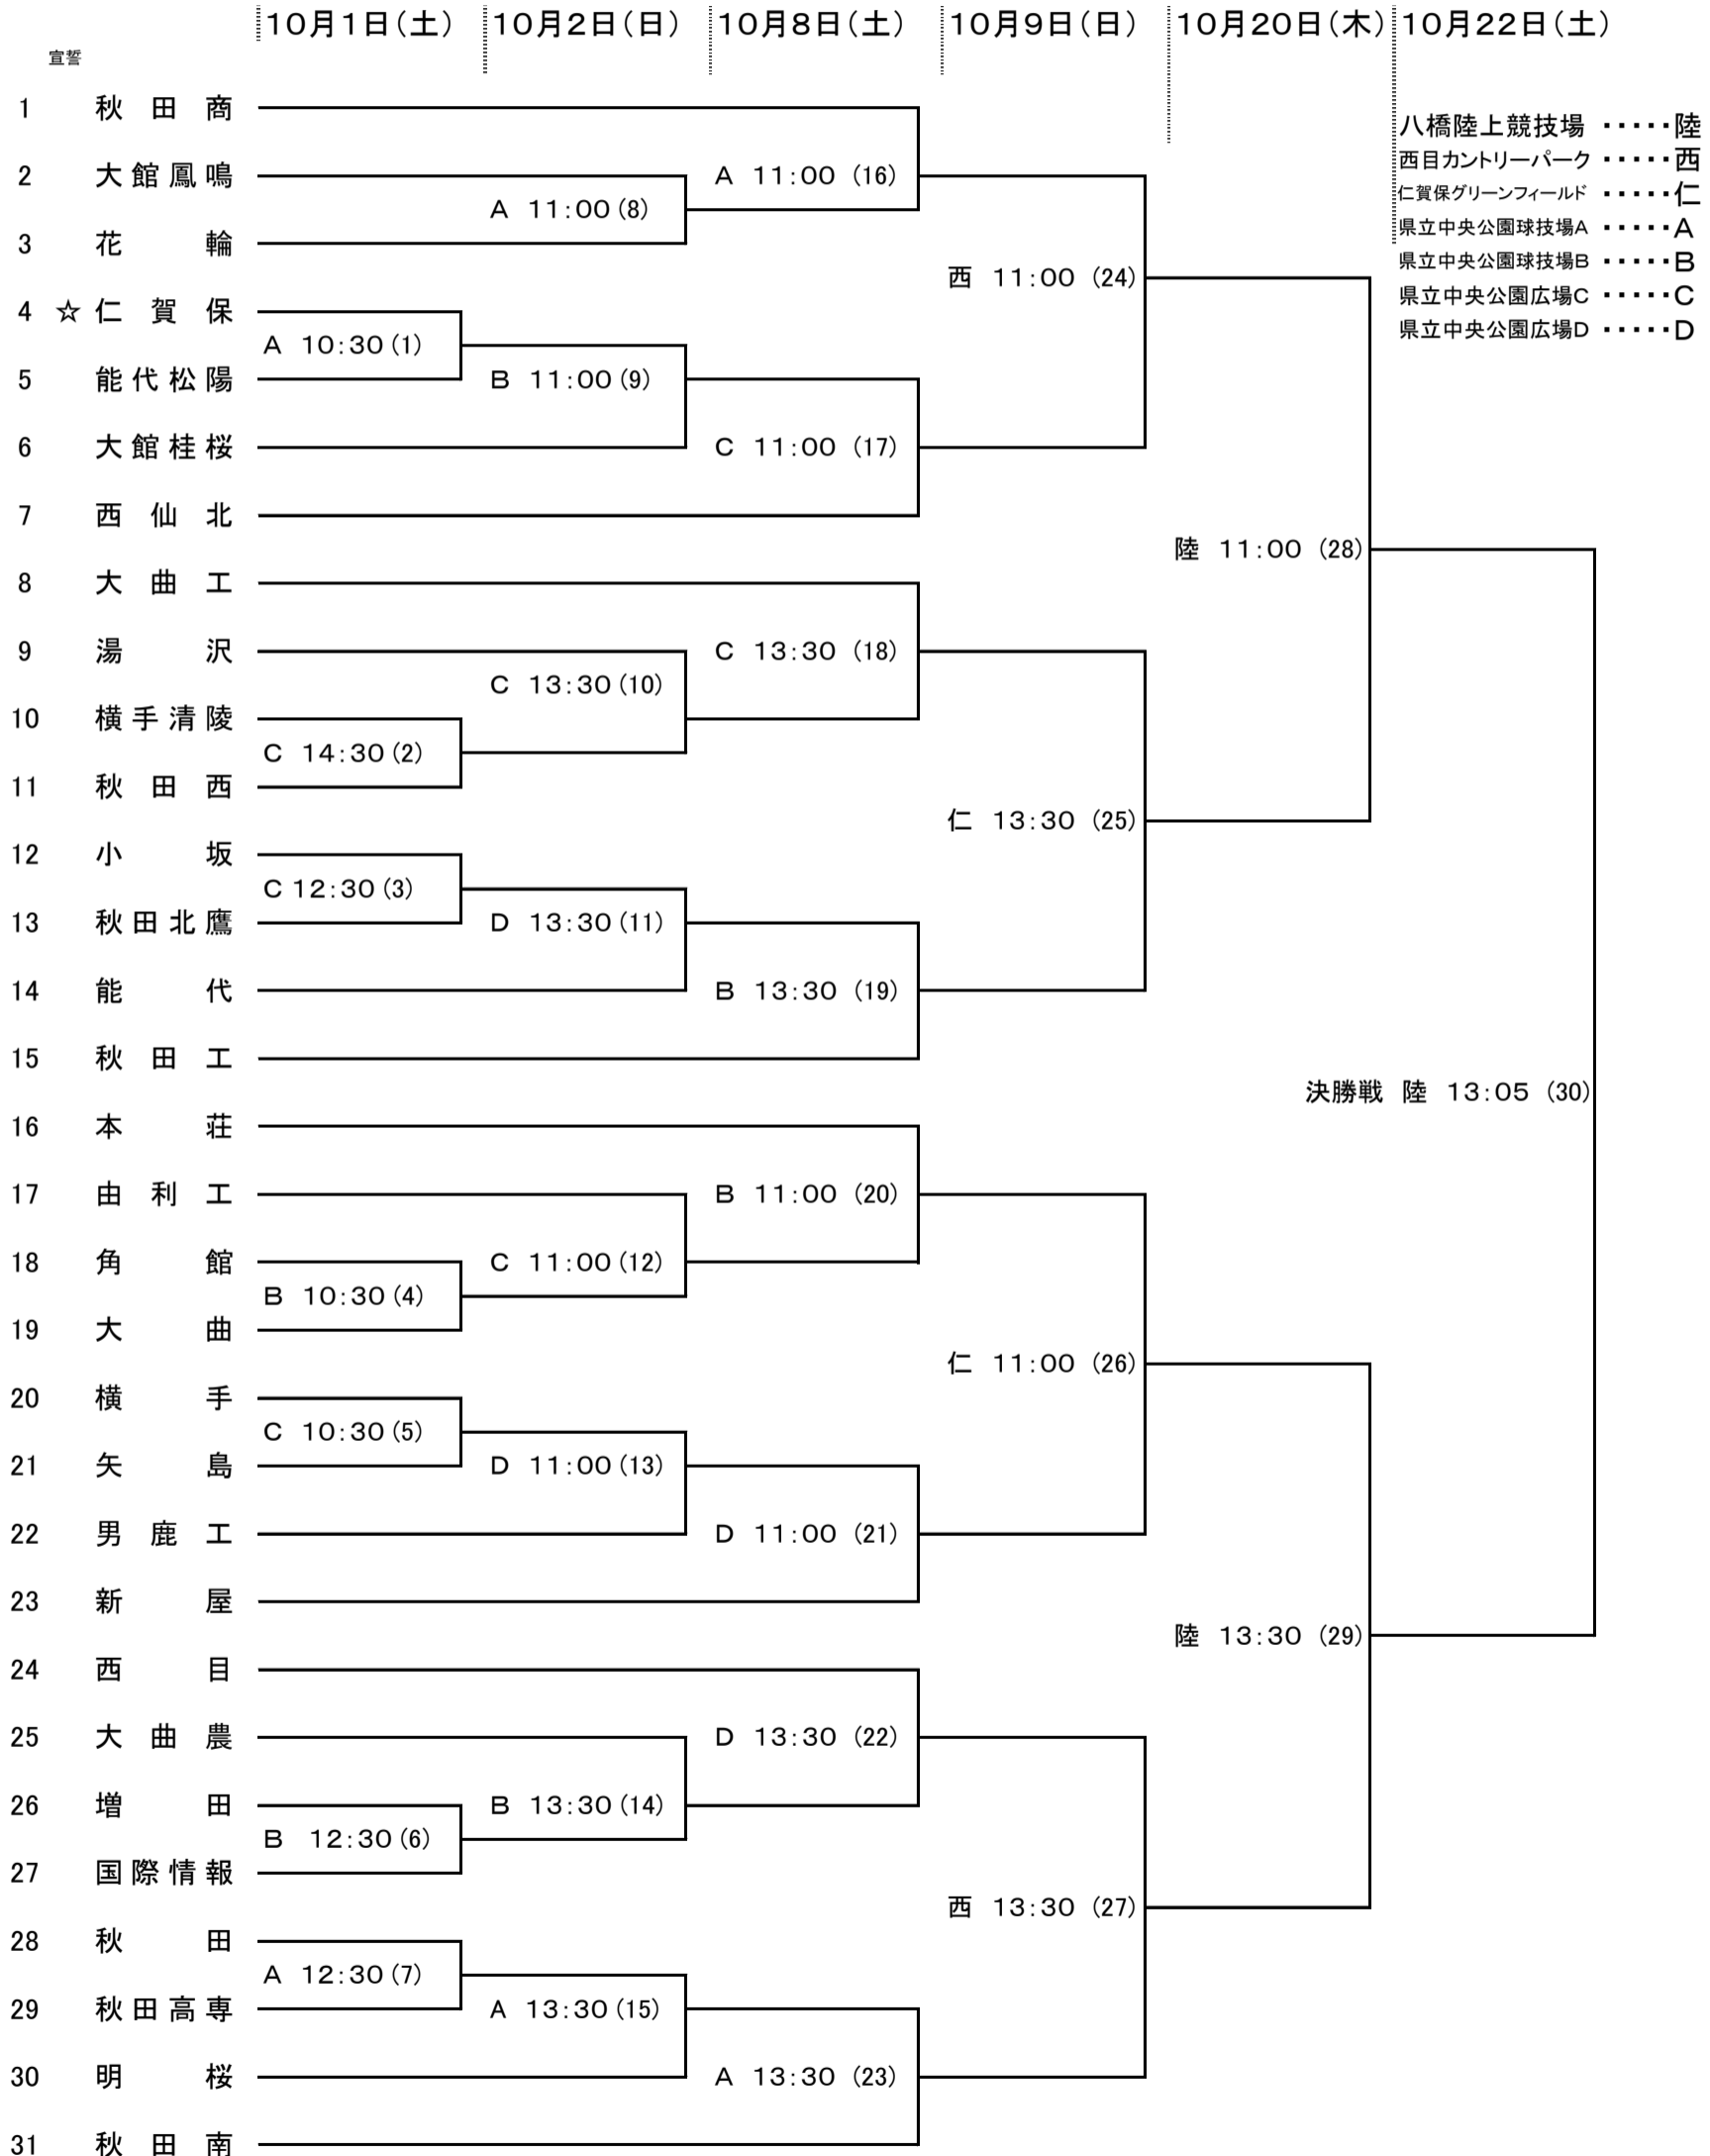 10月1日(土) 10月2日(日) 10月8日(土) 10月9日(日) 10月20日(木) 10月22日(土)
宣誓
1 秋田商
八橋陸上競技場 ・・・・・陸
西目カントリーパーク ・・・・・西
2 大館鳳鳴 A 11:00 (16)
仁賀保グリーンフィールド ・・・・・仁
A 11:00 (8)
県立中央公園球技場A ・・・・・A
3 花輪
県立中央公園球技場B ・・・・・B
西 11:00 (24)
県立中央公園広場C ・・・・・C
4 ☆仁賀保
県立中央公園広場D ・・・・・D
A 10:30 (1)
5 能代松陽 B 11:00 (9)
6 大館桂桜 C 11:00 (17)
7 西仙北
陸 11:00 (28)
8 大曲工
9 湯沢 C 13:30 (18)
C 13:30 (10)
10 横手清陵
C 14:30 (2)
11 秋田西
仁 13:30 (25)
12 小坂
C 12:30 (3)
13 秋田北鷹 D 13:30 (11)
14 能代 B 13:30 (19)
15 秋田工
決勝戦 陸 13:05 (30)
16 本荘
17 由利工 B 11:00 (20)
18 角館 C 11:00 (12)
B 10:30 (4)
19 大曲
仁 11:00 (26)
20 横手
C 10:30 (5)
21 矢島 D 11:00 (13)
22 男鹿工 D 11:00 (21)
23 新屋
陸 13:30 (29)
24 西目
25 大曲農 D 13:30 (22)
26 増田 B 13:30 (14)
B 12:30 (6)
27 国際情報
西 13:30 (27)
28 秋田
A 12:30 (7)
29 秋田高専 A 13:30 (15)
30 明桜 A 13:30 (23)
31 秋田南